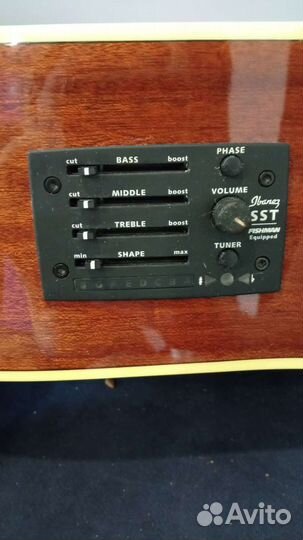 cut BASS boost
PHASE
cut MIDDLE boost
VOLUME
cut TREBLE boost
Ibanez
SST
FISHMAN
Equipped
min SHAPE max
TUNER
Avito